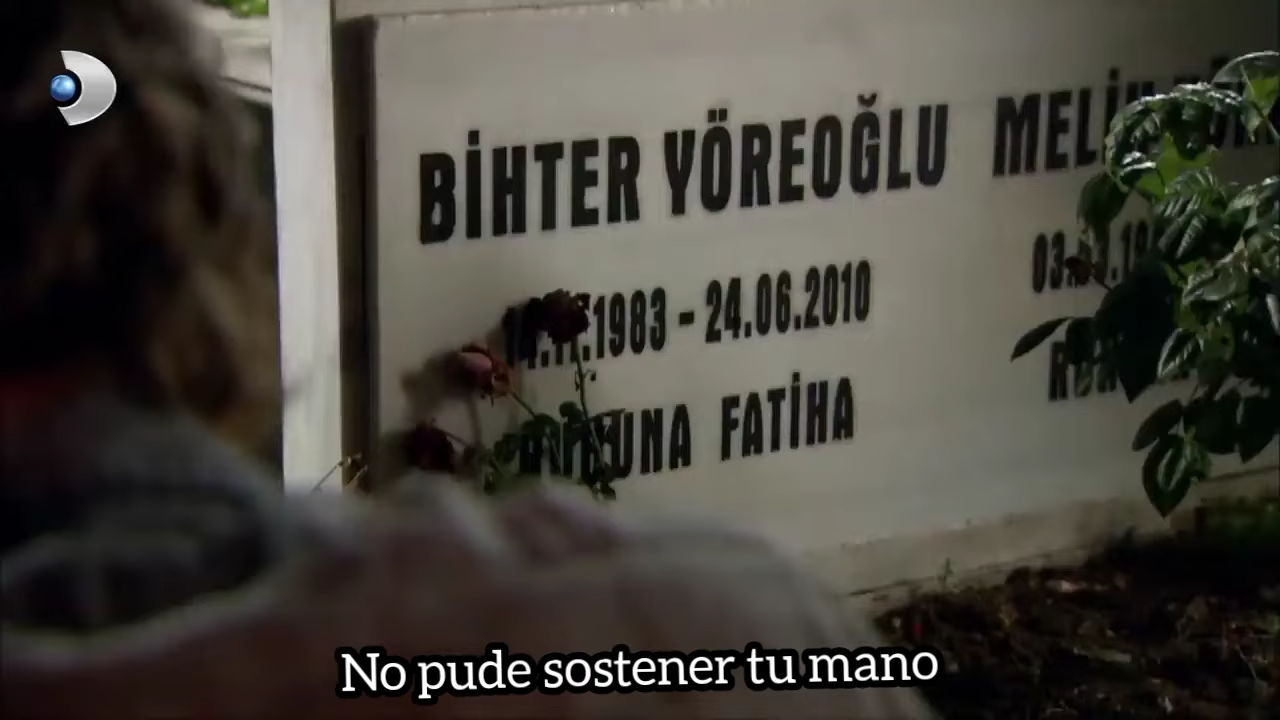 BİHTER YÖREOĞLU
.1983 - 24.06.2010
FATİHA
No pude sostener tu mano